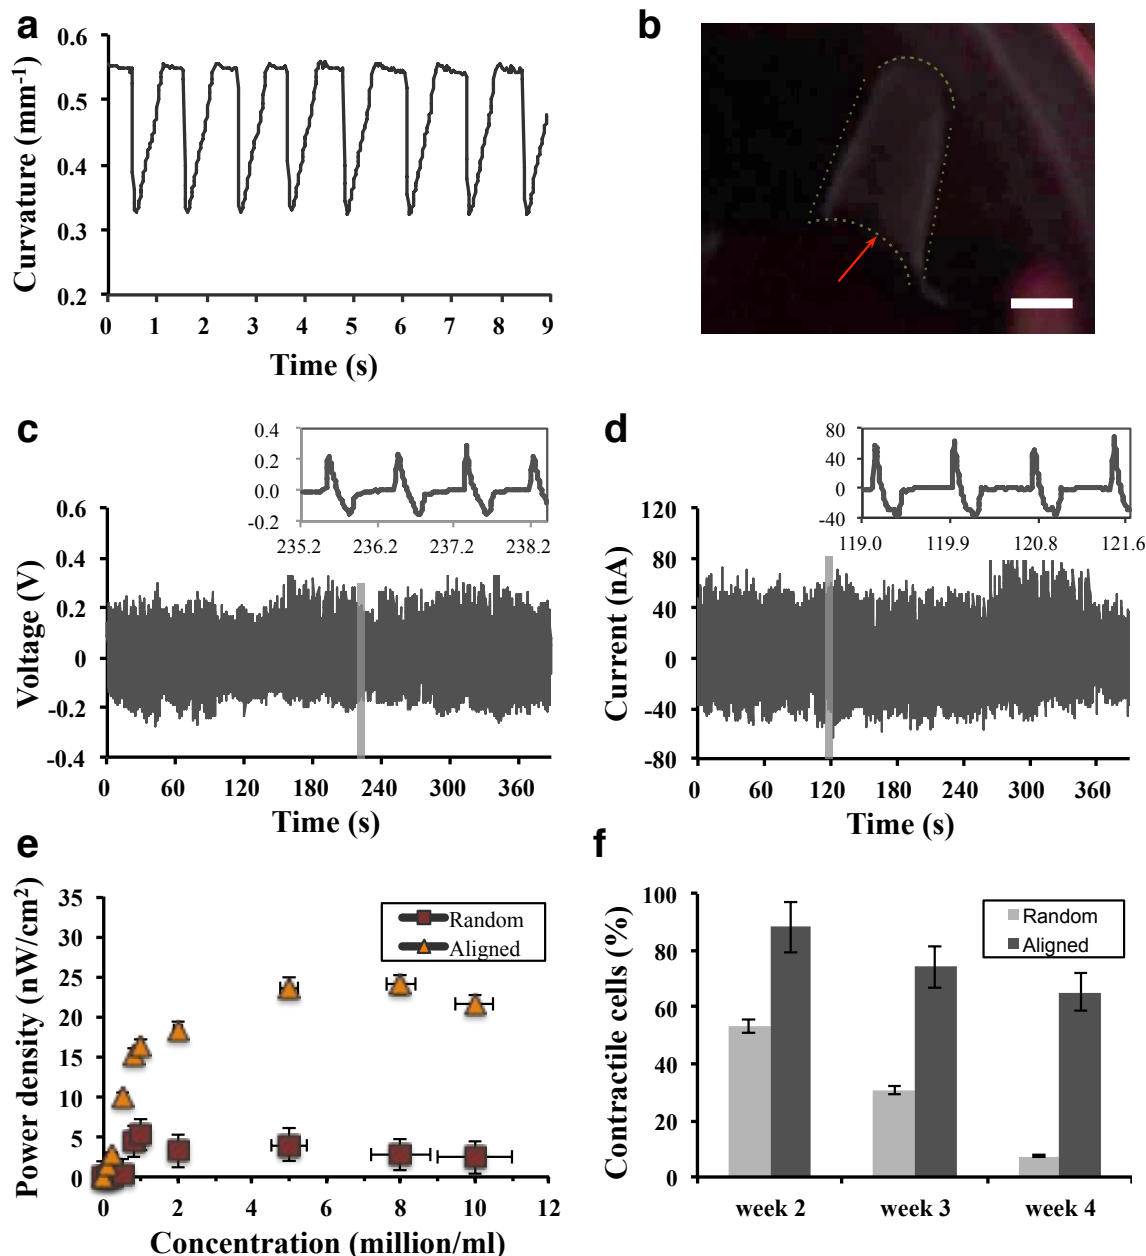 a
0.6
0.5
0.4
0.3
0.2
Curvature (mm-1)
0 1 2 3 4 5 6 7 8 9
Time (s)
b
c
0.4
0.2
0.0
-0.2
235.2 236.2 237.2 238.2
0.6
0.4
0.2
0
-0.2
-0.4
Voltage (V)
0 60 120 180 240 300 360
Time (s)
d
80
40
0
-40
119.0 119.9 120.8 121.6
120
80
40
0
-40
-80
Current (nA)
0 60 120 180 240 300 360
Time (s)
e
35
30
25
20
15
10
5
0
Power density (nW/cm2)
Random
Aligned
0 2 4 6 8 10 12
Concentration (million/ml)
f
100
80
60
40
20
0
Contractile cells (%)
Random
Aligned
week 2 week 3 week 4